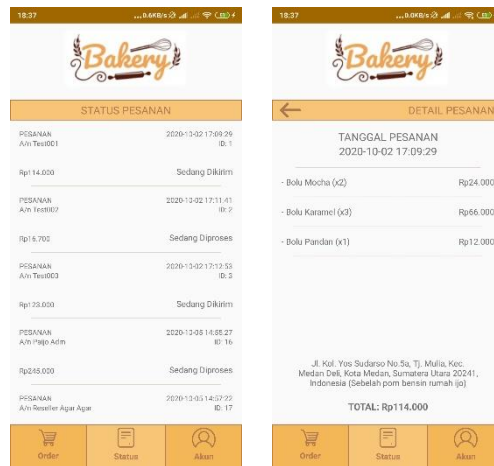 18:37
...0.6KB/s
Bakery
STATUS PESANAN
PESANAN
2020-10-02 17:09:29
A/n Test001
ID: 1
Rp114.000
Sedang Dikirim
PESANAN
2020-10-02 17:11:41
A/n Test002
ID: 2
Rp16.700
Sedang Diproses
PESANAN
2020-10-02 17:12:53
A/n Test003
ID: 3
Rp123.000
Sedang Dikirim
PESANAN
2020-10-05 14:55:27
A/n Paijo Adm
ID: 16
Rp245.000
Sedang Diproses
PESANAN
2020-10-05 14:57:22
A/n Reseller Agar Agar
ID: 17
Order
Status
Akun
18:37
...0.0KB/s
Bakery
DETAIL PESANAN
TANGGAL PESANAN
2020-10-02 17:09:29
- Bolu Mocha (x2)
Rp24.000
- Bolu Karamel (x3)
Rp66.000
- Bolu Pandan (x1)
Rp12.000
Jl. Kol. Yos Sudarso No.5a, Tj. Mulia, Kec.
Medan Deli, Kota Medan, Sumatera Utara 20241,
Indonesia (Sebelah pom bensin rumah ijo)
TOTAL: Rp114.000
Order
Status
Akun